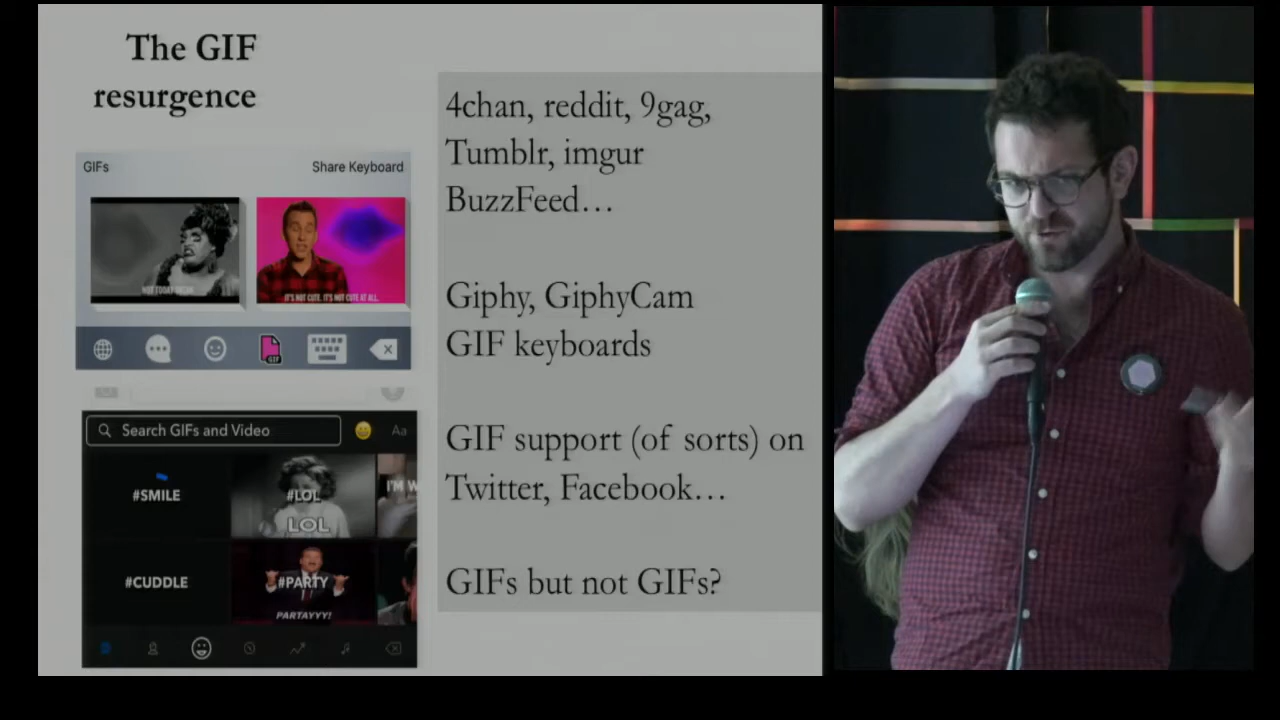 The GIF
resurgence
GIFs
Share Keyboard
IT'S NOT CUTE. IT'S NOT CUTE AT ALL.
GIF
Search GIFs and Video
Aa
#SMILE
#LOL
LOL
I'M W
#CUDDLE
#PARTY
PARTAYYY!
4chan, reddit, 9gag,
Tumblr, imgur
BuzzFeed…
Giphy, GiphyCam
GIF keyboards
GIF support (of sorts) on
Twitter, Facebook…
GIFs but not GIFs?